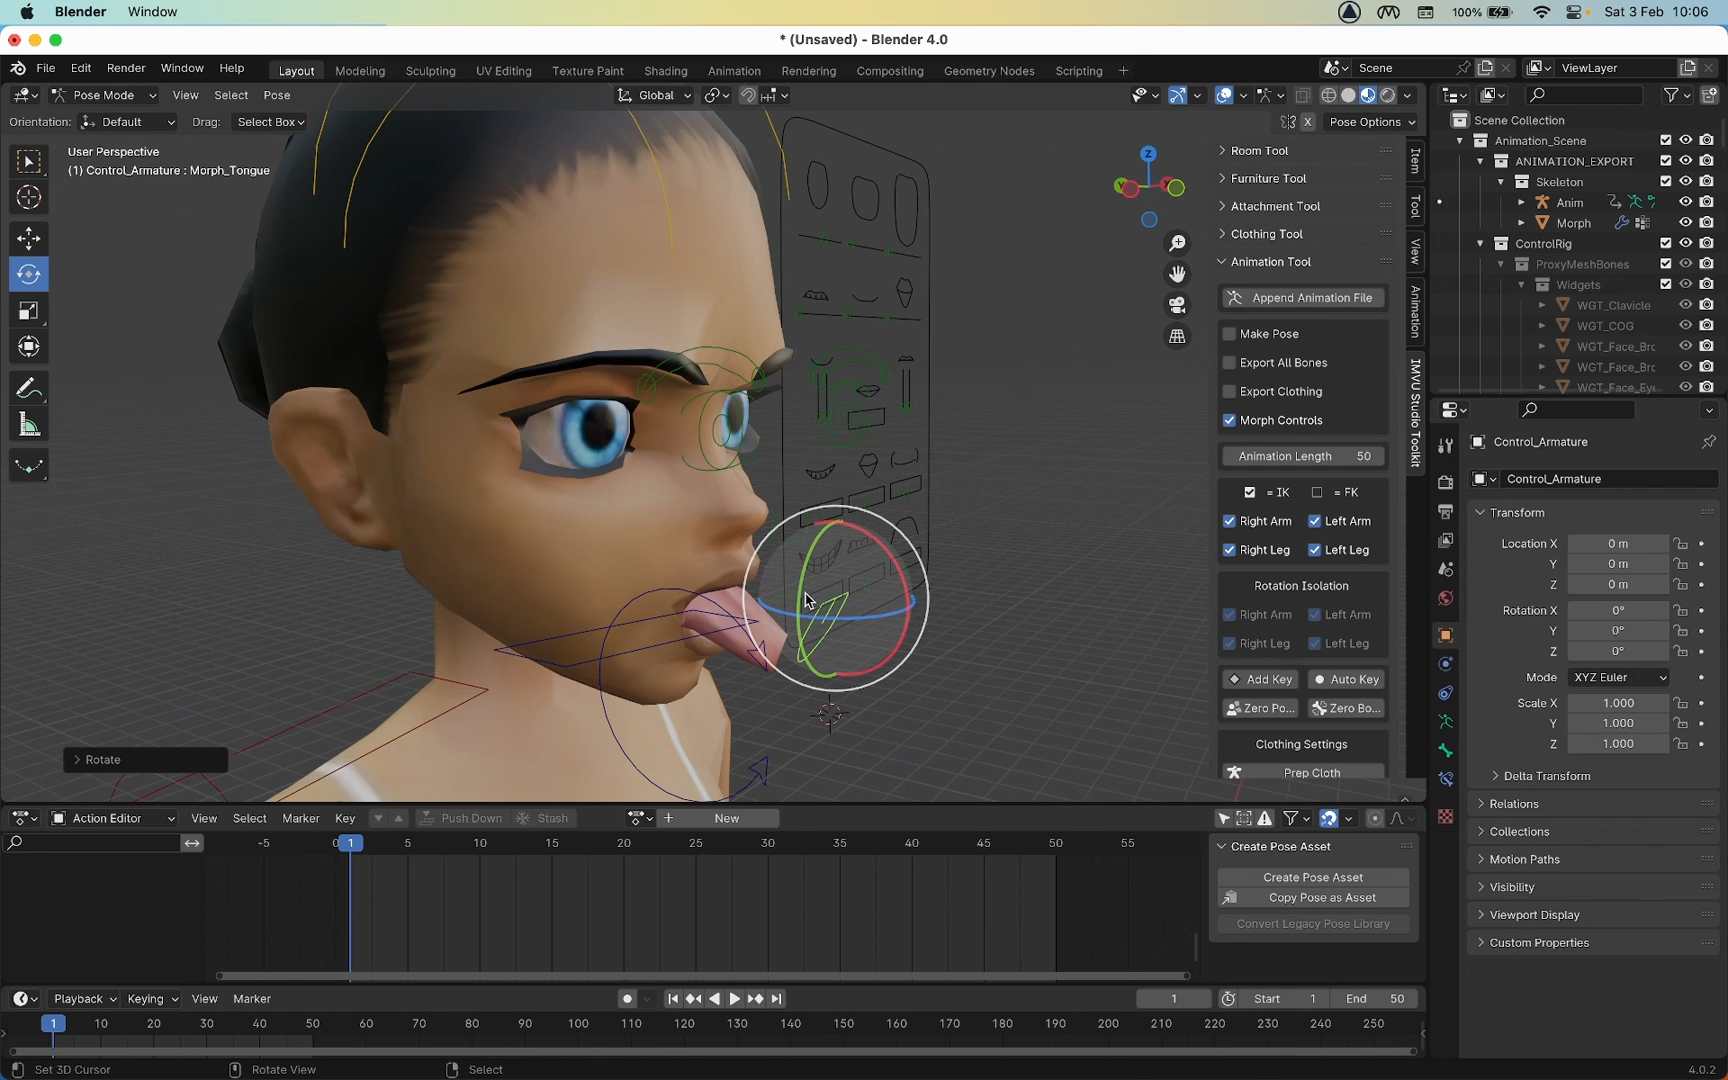 Blender Window 100% Sat 3 Feb 10:06
* (Unsaved) - Blender 4.0
File Edit Render Window Help Layout Modeling Sculpting UV Editing Texture Paint Shading Animation Rendering Compositing Geometry Nodes Scripting + Scene ViewLayer
Pose Mode View Select Pose Global
Orientation: Default Drag: Select Box X Pose Options
User Perspective
(1) Control_Armature : Morph_Tongue
Z
Room Tool
Furniture Tool
Attachment Tool
Clothing Tool
Animation Tool
Append Animation File
Make Pose
Export All Bones
Export Clothing
Morph Controls
Animation Length 50
= IK = FK
Right Arm Left Arm
Right Leg Left Leg
Rotation Isolation
Right Arm Left Arm
Right Leg Left Leg
Add Key Auto Key
Zero Po... Zero Bo...
Clothing Settings
Prep Cloth
Item
Tool
View
Animation
IMVU Studio Toolkit
Scene Collection
Animation_Scene
ANIMATION_EXPORT
Skeleton
Anim
Morph
ControlRig
ProxyMeshBones
Widgets
WGT_Clavicle
WGT_COG
WGT_Face_Brc
WGT_Face_Brc
WGT_Face_Eye
Control_Armature
Control_Armature
Transform
Location X 0 m
Y 0 m
Z 0 m
Rotation X 0°
Y 0°
Z 0°
Mode XYZ Euler
Scale X 1.000
Y 1.000
Z 1.000
Delta Transform
Relations
Collections
Motion Paths
Visibility
Viewport Display
Custom Properties
Rotate
Action Editor View Select Marker Key Push Down Stash + New
-5 0 1 5 10 15 20 25 30 35 40 45 50 55
Create Pose Asset
Create Pose Asset
Copy Pose as Asset
Convert Legacy Pose Library
Playback Keying View Marker 1 Start 1 End 50
1 10 20 30 40 50 60 70 80 90 100 110 120 130 140 150 160 170 180 190 200 210 220 230 240 250
Set 3D Cursor Rotate View Select 4.0.2